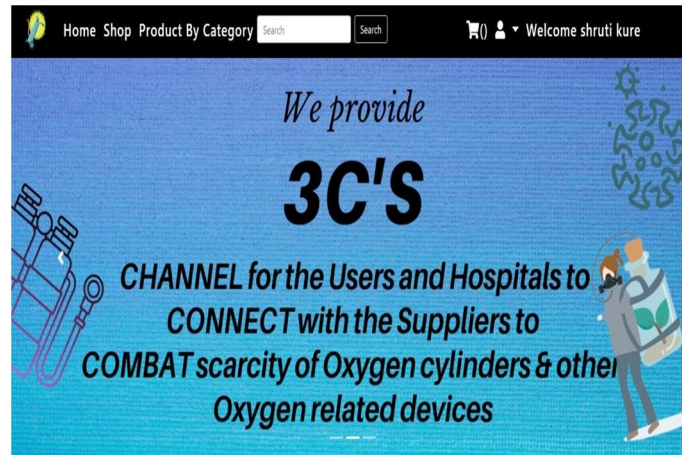 Home Shop Product By Category Search Search () Welcome shruti kure
We provide
3C'S
CHANNEL for the Users and Hospitals to
CONNECT with the Suppliers to
COMBAT scarcity of Oxygen cylinders & other
Oxygen related devices